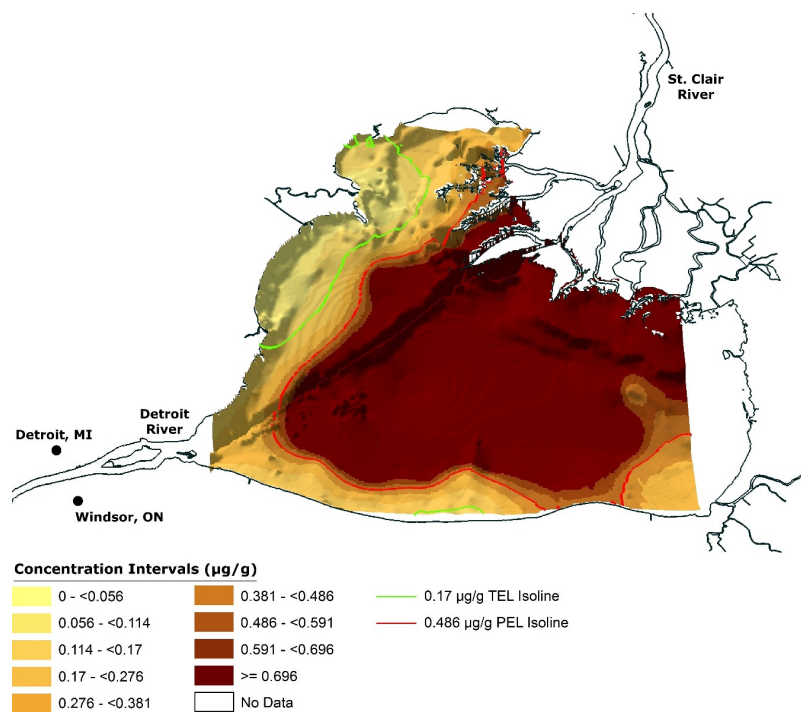 St. Clair
River
Detroit
River
Detroit, MI
Windsor, ON
Concentration Intervals (µg/g)
0 - <0.056
0.056 - <0.114
0.114 - <0.17
0.17 - <0.276
0.276 - <0.381
0.381 - <0.486
0.486 - <0.591
0.591 - <0.696
>= 0.696
No Data
0.17 µg/g TEL Isoline
0.486 µg/g PEL Isoline